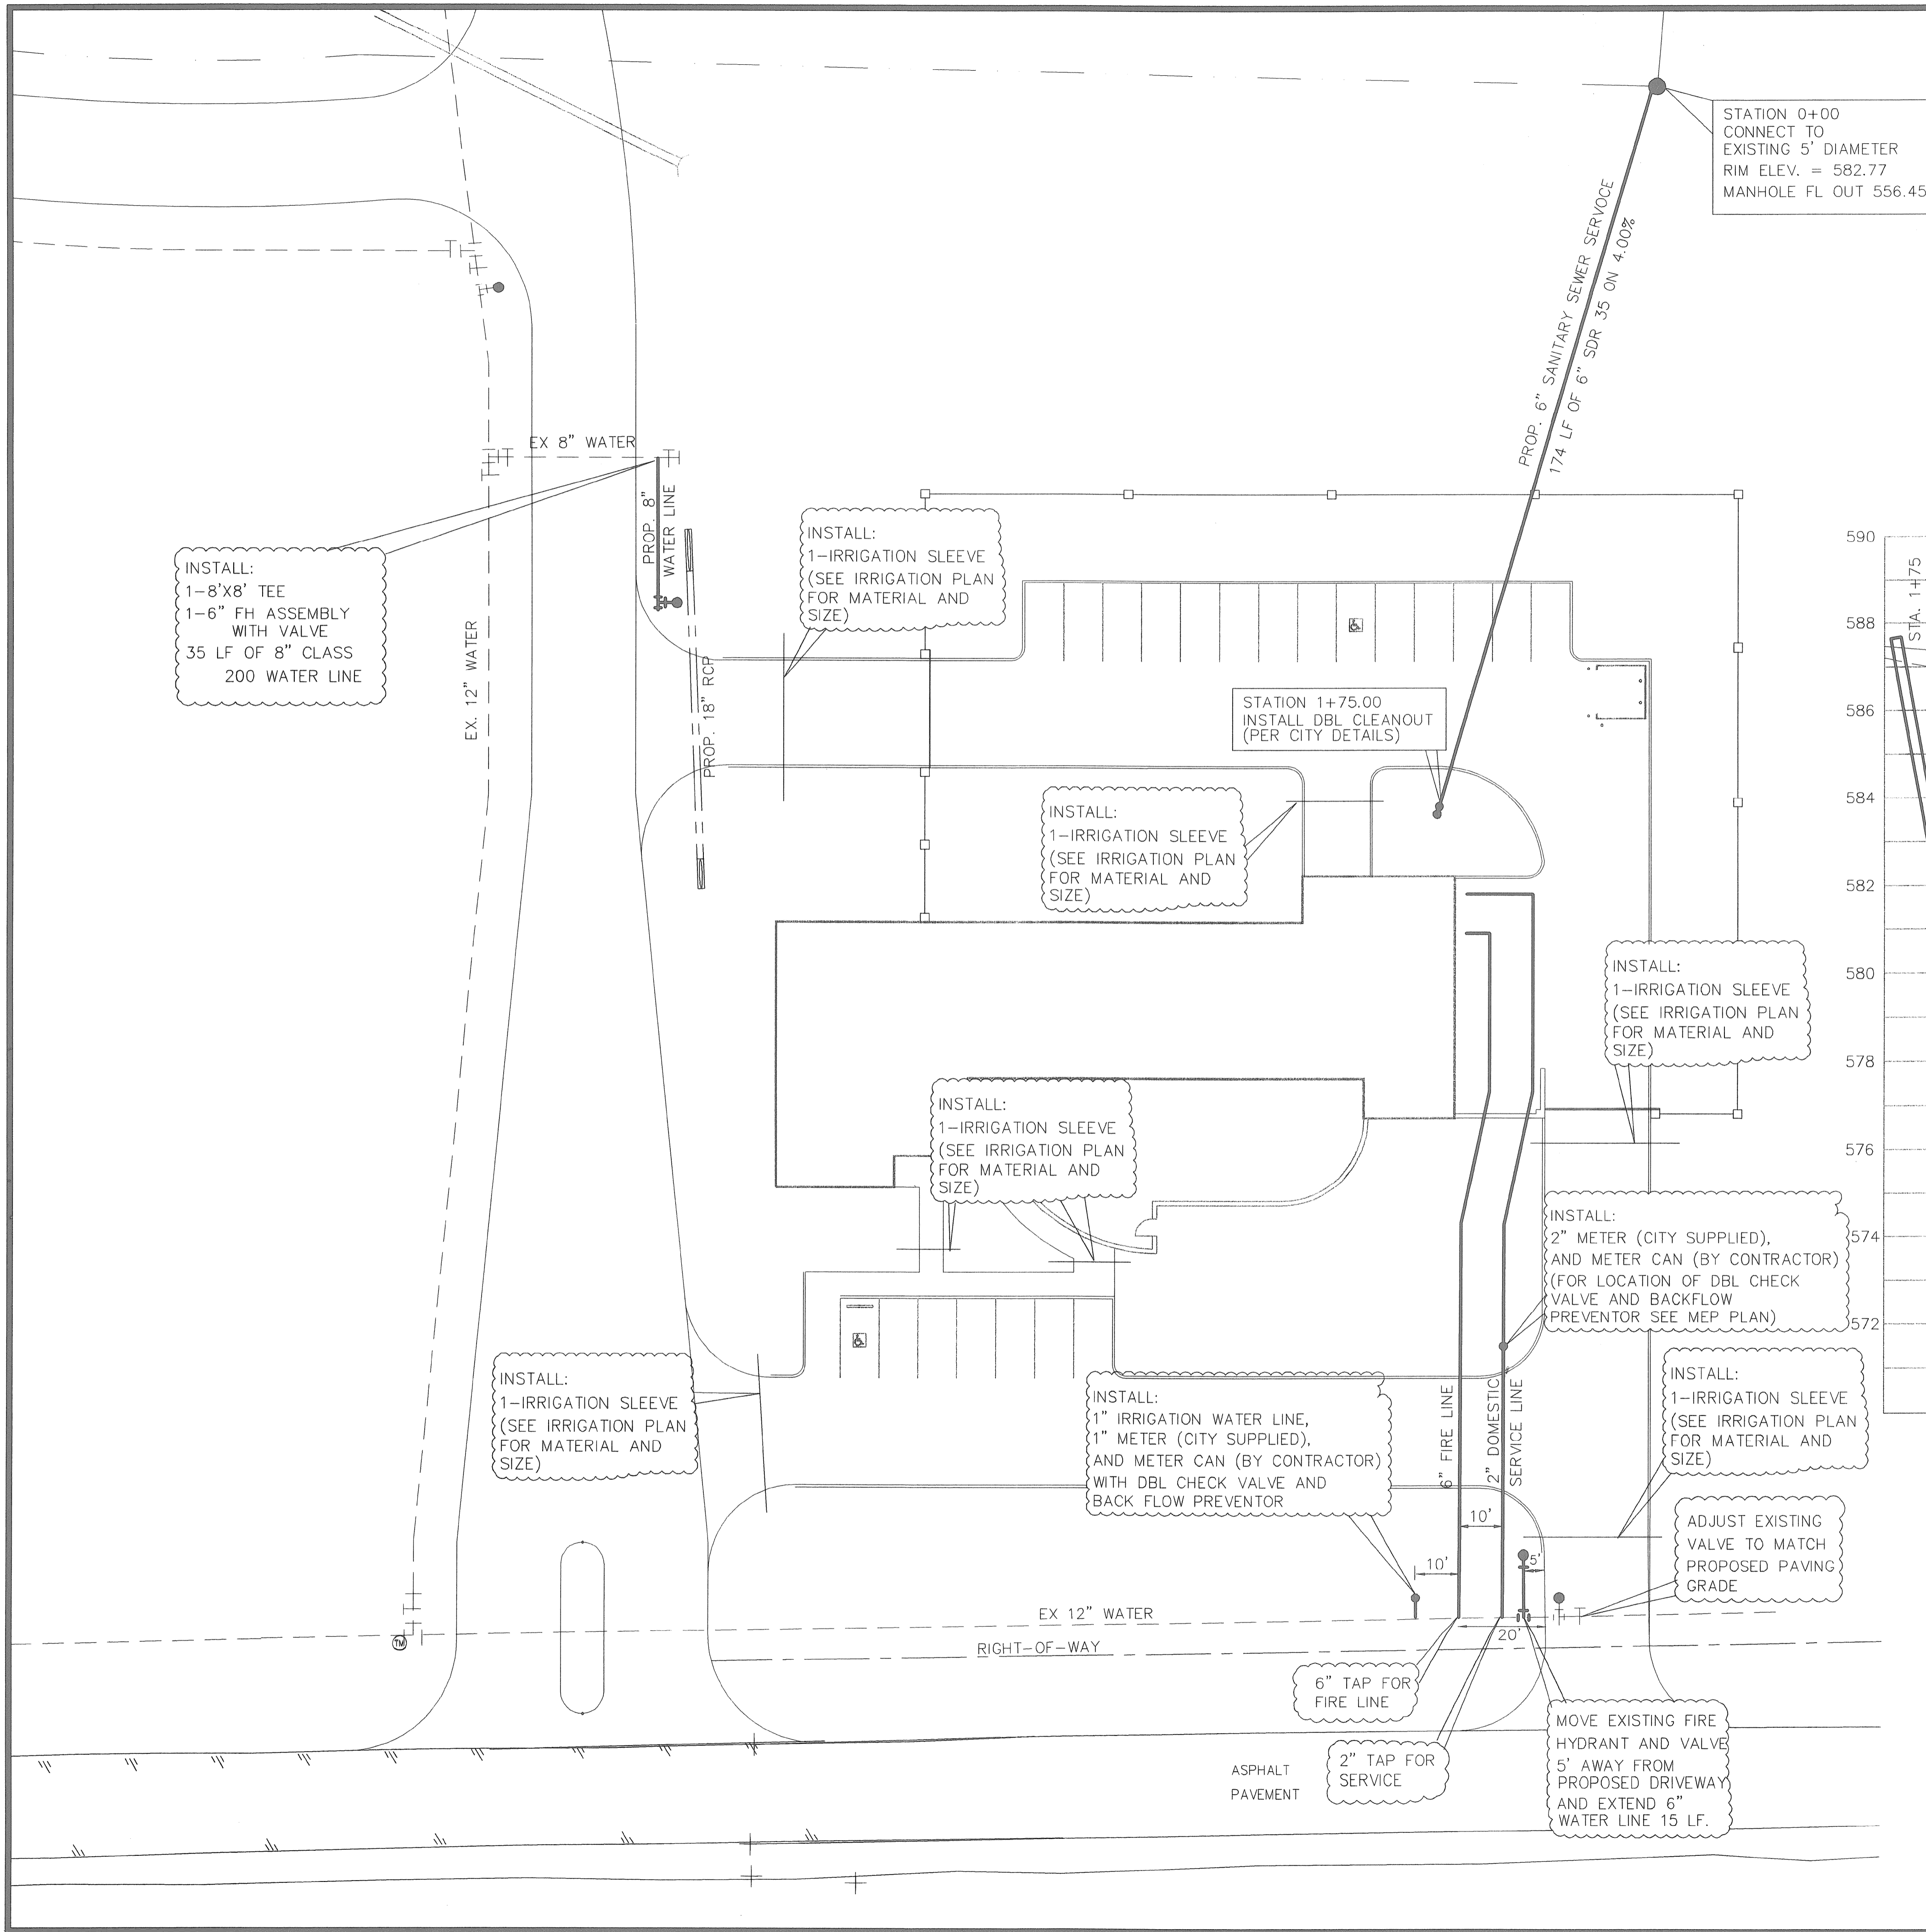 STATION 0+00
CONNECT TO
EXISTING 5' DIAMETER
RIM ELEV. = 582.77
MANHOLE FL OUT 556.45
PROP. 6" SANITARY SEWER SERVOCE
174 LF OF 6" SDR 35 ON 4.00%
EX 8" WATER
PROP. 8"
WATER LINE
INSTALL:
1-8'X8' TEE
1-6" FH ASSEMBLY
WITH VALVE
35 LF OF 8" CLASS
200 WATER LINE
EX. 12" WATER
PROP. 18" RCP
INSTALL:
1-IRRIGATION SLEEVE
(SEE IRRIGATION PLAN
FOR MATERIAL AND
SIZE)
STATION 1+75.00
INSTALL DBL CLEANOUT
(PER CITY DETAILS)
INSTALL:
1-IRRIGATION SLEEVE
(SEE IRRIGATION PLAN
FOR MATERIAL AND
SIZE)
590
STA. 1+75
588
586
584
582
580
578
576
574
572
INSTALL:
1-IRRIGATION SLEEVE
(SEE IRRIGATION PLAN
FOR MATERIAL AND
SIZE)
INSTALL:
1-IRRIGATION SLEEVE
(SEE IRRIGATION PLAN
FOR MATERIAL AND
SIZE)
INSTALL:
2" METER (CITY SUPPLIED),
AND METER CAN (BY CONTRACTOR)
(FOR LOCATION OF DBL CHECK
VALVE AND BACKFLOW
PREVENTOR SEE MEP PLAN)
INSTALL:
1-IRRIGATION SLEEVE
(SEE IRRIGATION PLAN
FOR MATERIAL AND
SIZE)
INSTALL:
1" IRRIGATION WATER LINE,
1" METER (CITY SUPPLIED),
AND METER CAN (BY CONTRACTOR)
WITH DBL CHECK VALVE AND
BACK FLOW PREVENTOR
6" FIRE LINE
2" DOMESTIC
SERVICE LINE
INSTALL:
1-IRRIGATION SLEEVE
(SEE IRRIGATION PLAN
FOR MATERIAL AND
SIZE)
ADJUST EXISTING
VALVE TO MATCH
PROPOSED PAVING
GRADE
10'
10'
5'
20'
EX 12" WATER
TM
RIGHT-OF-WAY
6" TAP FOR
FIRE LINE
2" TAP FOR
SERVICE
MOVE EXISTING FIRE
HYDRANT AND VALVE
5' AWAY FROM
PROPOSED DRIVEWAY
AND EXTEND 6"
WATER LINE 15 LF.
ASPHALT
PAVEMENT